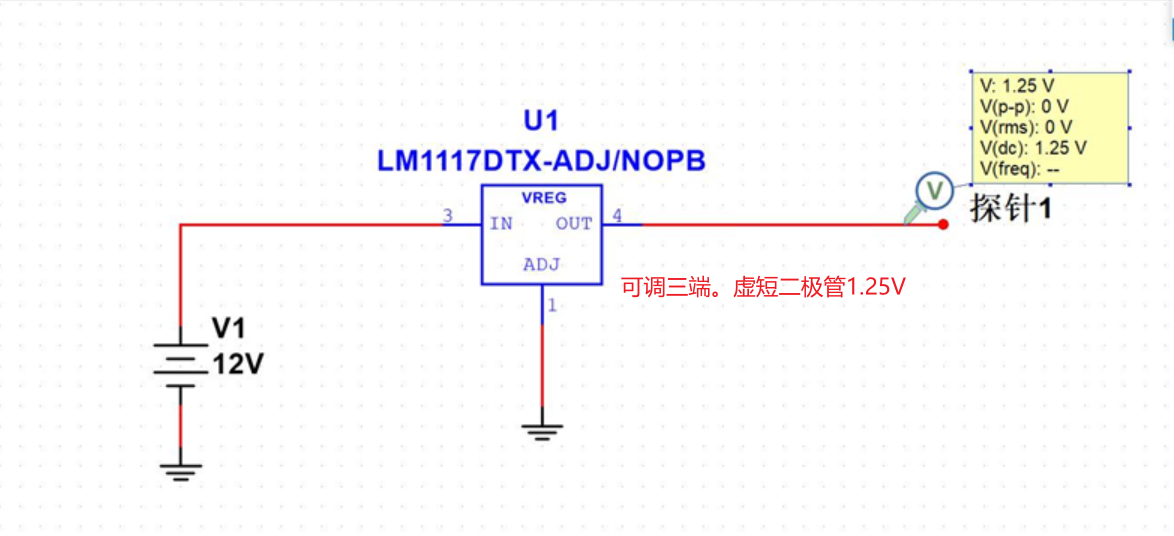 V: 1.25 V
V(p-p): 0 V
V(rms): 0 V
V(dc): 1.25 V
V(freq): --
V
探针1
U1
LM1117DTX-ADJ/NOPB
VREG
3
IN
OUT
4
ADJ
1
可调三端。虚短二极管1.25V
V1
12V